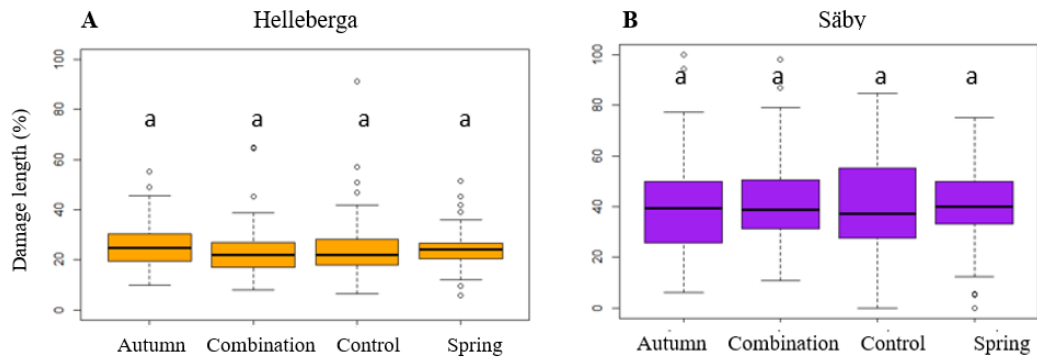 A Helleberga
Damage length (%)
100
80
60
40
20
0
a a a a
Autumn Combination Control Spring
B Säby
100
80
60
40
20
0
a a a a
Autumn Combination Control Spring